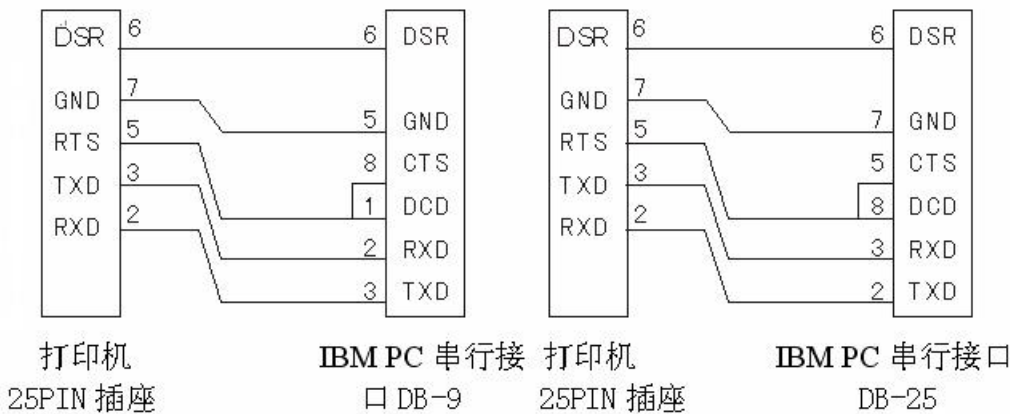 DSR 6 6 DSR
GND 7 5 GND
RTS 5 8 CTS
TXD 3 1 DCD
RXD 2 2 RXD
3 TXD
打印机
25PIN 插座
IBM PC 串行接
口 DB-9
DSR 6 6 DSR
GND 7 7 GND
RTS 5 5 CTS
TXD 3 8 DCD
RXD 2 3 RXD
2 TXD
打印机
25PIN 插座
IBM PC 串行接口
DB-25